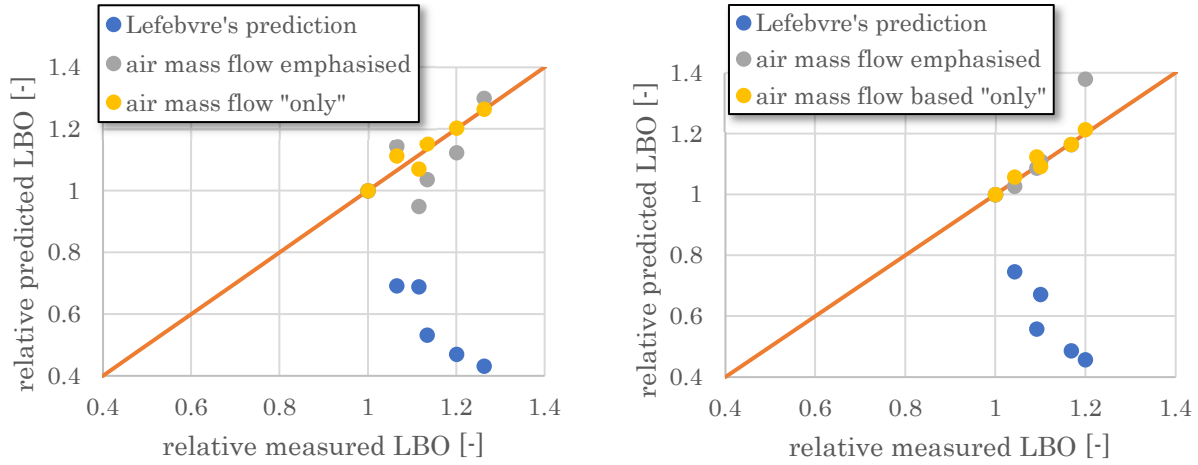 Lefebvre's prediction
air mass flow emphasised
air mass flow "only"
relative predicted LBO [-]
1.4
1.2
1
0.8
0.6
0.4
0.4 0.6 0.8 1 1.2 1.4
relative measured LBO [-]
Lefebvre's prediction
air mass flow emphasised
air mass flow based "only"
relative predicted LBO [-]
1.4
1.2
1
0.8
0.6
0.4
0.4 0.6 0.8 1 1.2 1.4
relative measured LBO [-]